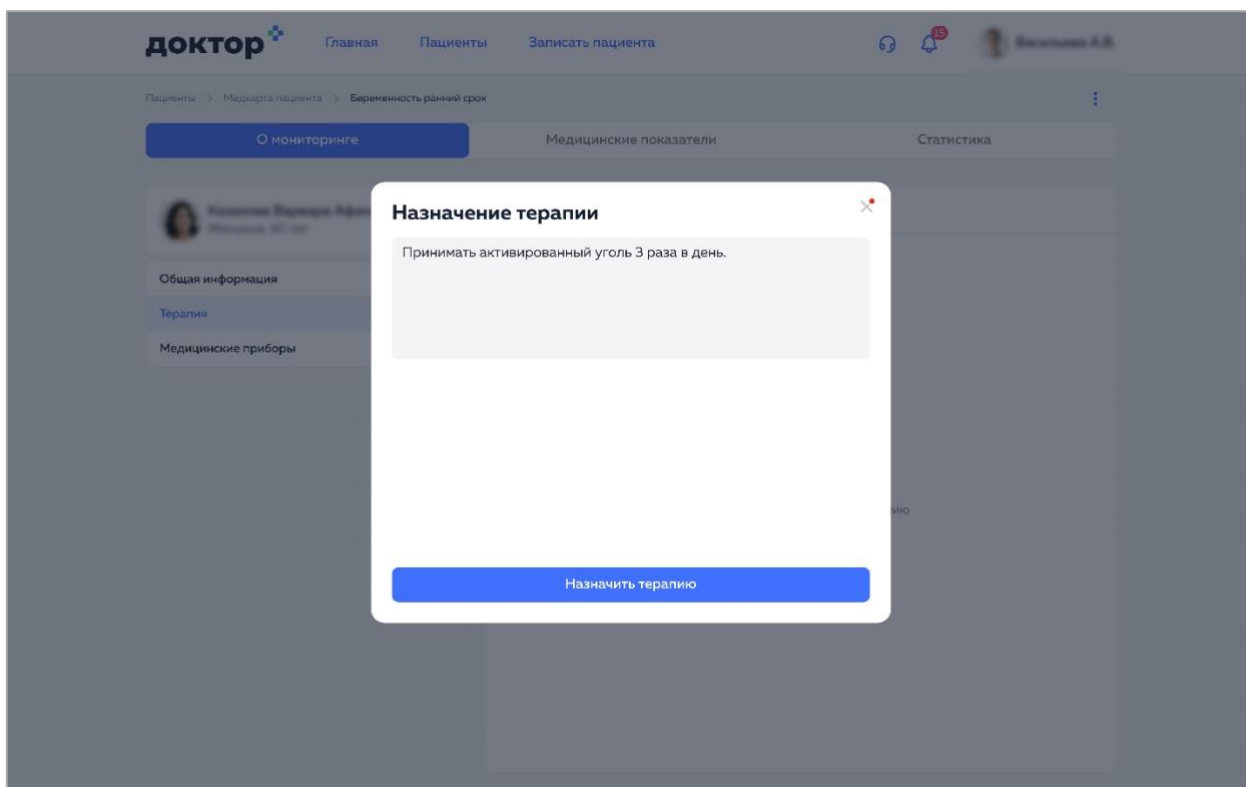 доктор
Главная Пациенты Записать пациента 15
Пациенты > Медкарта пациента > Беременность ранний срок
О мониторинге Медицинские показатели Статистика
Назначение терапии
Принимать активированный уголь 3 раза в день.
Общая информация
Терапия
Медицинские приборы
Назначить терапию